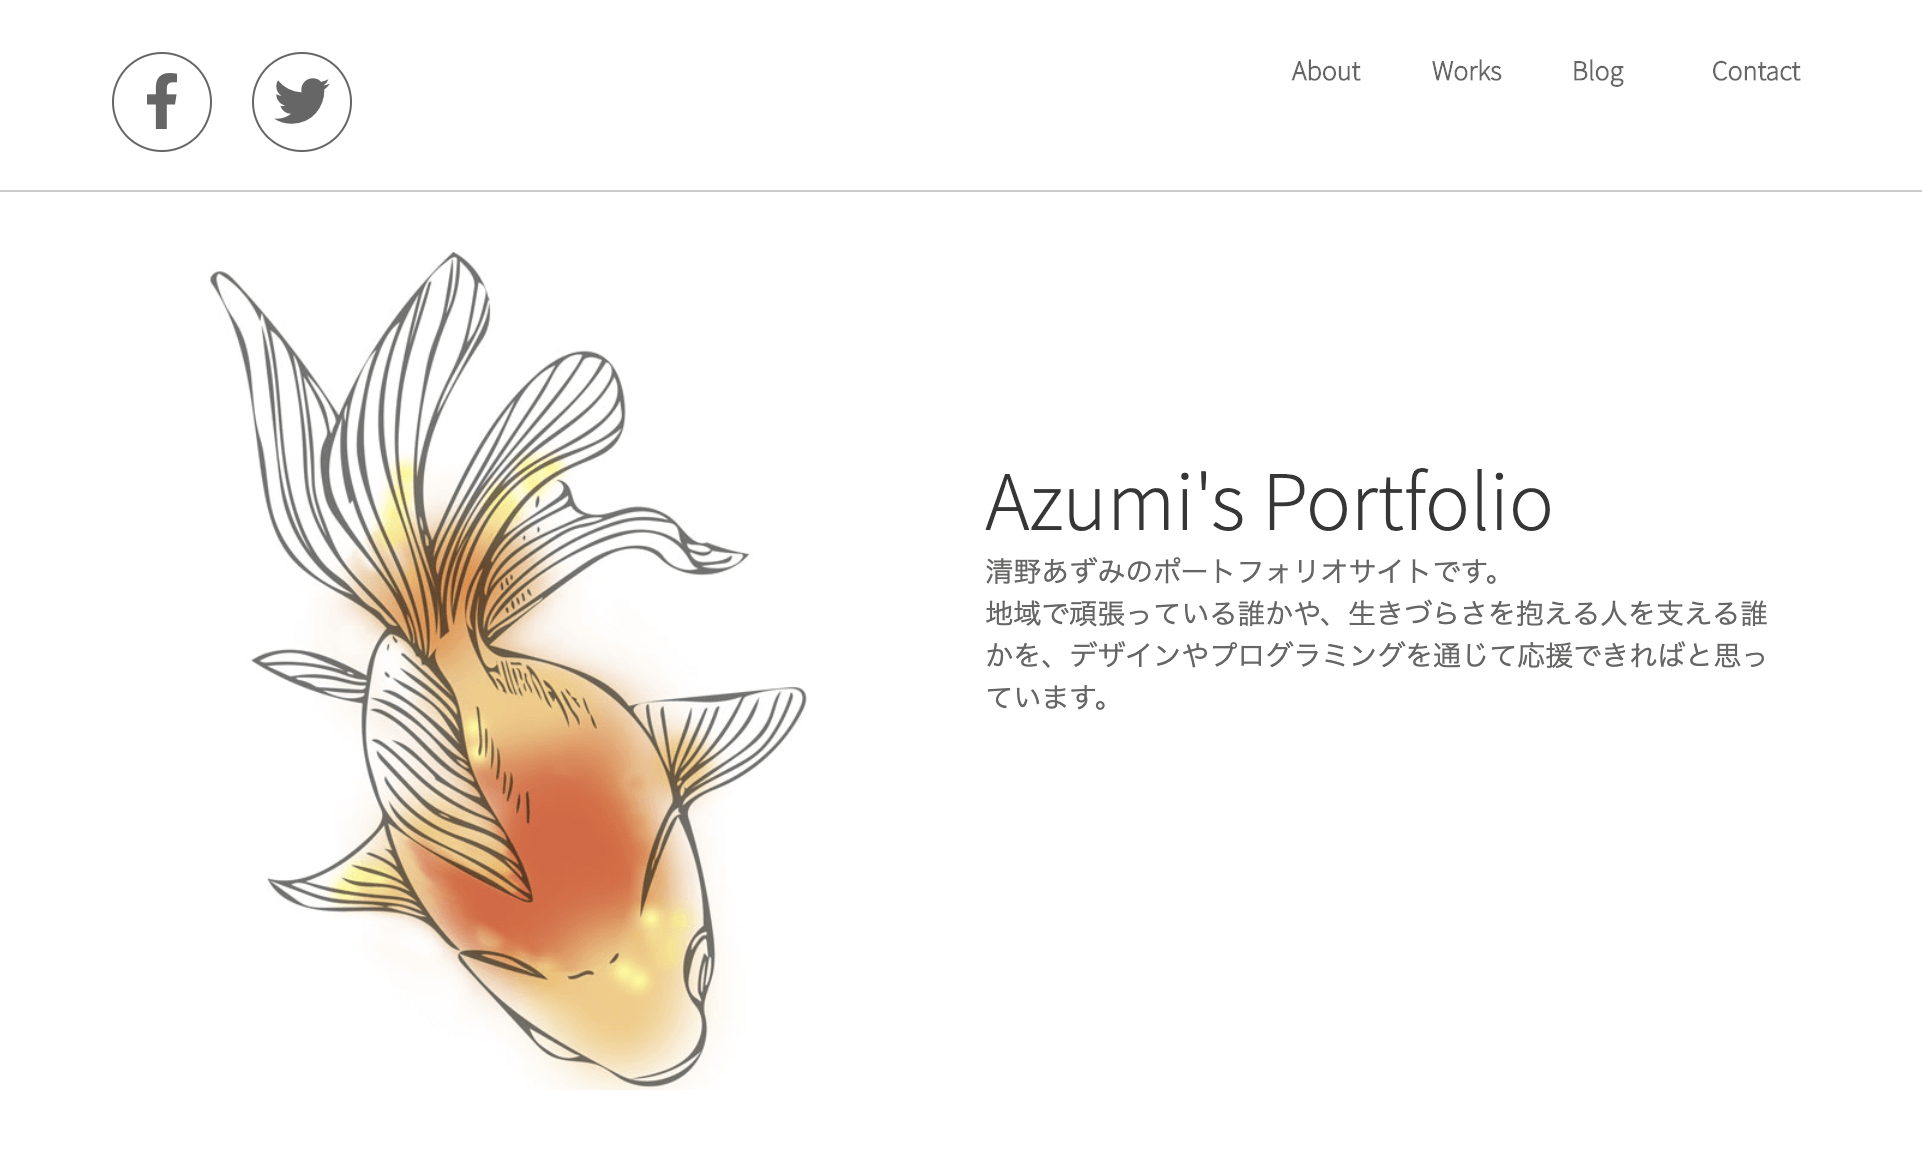 About Works Blog Contact
Azumi's Portfolio
清野あずみのポートフォリオサイトです。
地域で頑張っている誰かや、生きづらさを抱える人を支える誰
かを、デザインやプログラミングを通じて応援できればと思っ
ています。